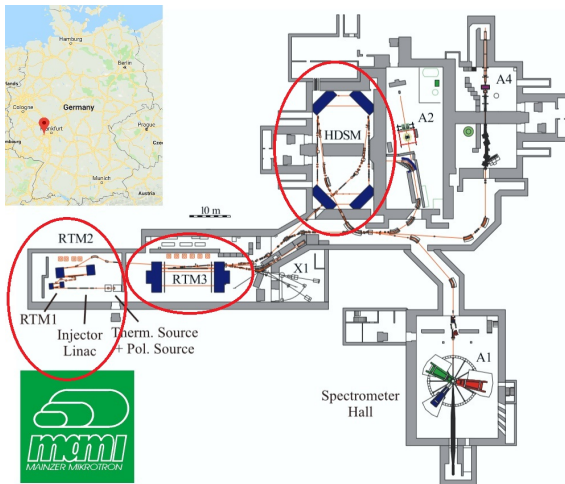 Hamburg
Berlin
Cologne
Germany
Frankfurt
Munich
Austria
HDSM
A2
A4
10 m
RTM2
RTM3
X1
RTM1
Injector
Linac
Therm. Source
+ Pol. Source
A1
Spectrometer
Hall
mami
MAINZER MIKROTRON